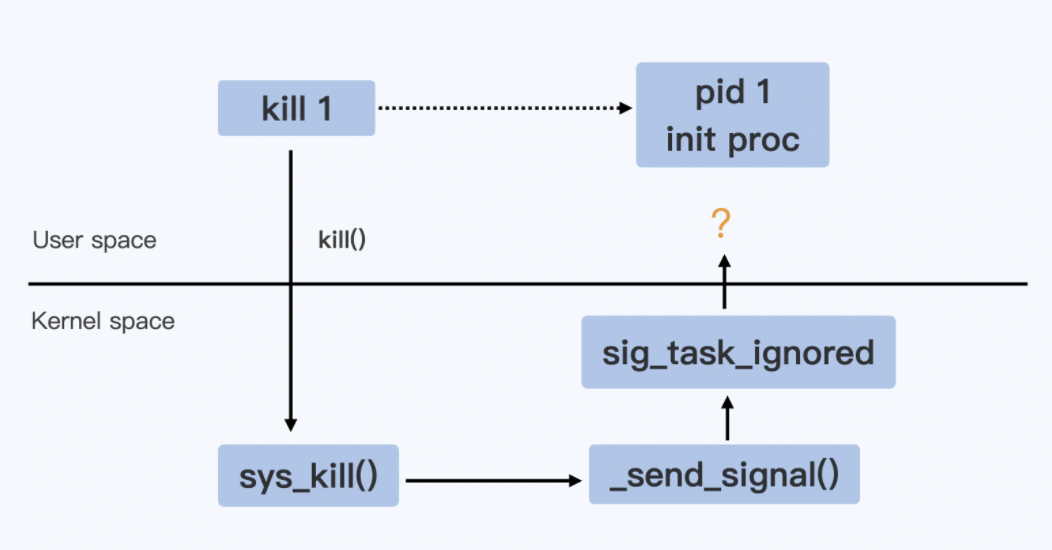 kill 1
pid 1
init proc
?
User space
kill()
Kernel space
sig_task_ignored
sys_kill()
_send_signal()